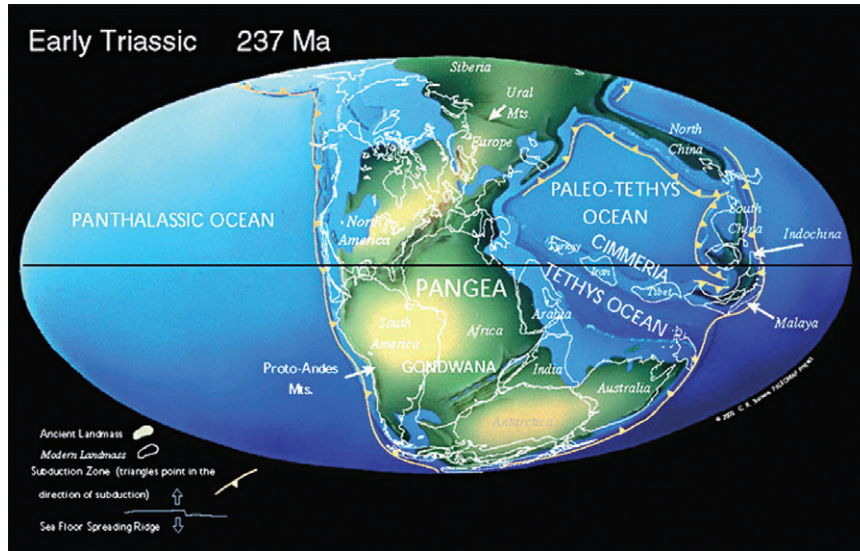 Early Triassic 237 Ma
Siberia
Ural
Mts.
Europe
North
China
PANTHALASSIC OCEAN
North
America
PALEO-TETHYS
OCEAN
South
China
Indochina
CIMMERIA
Turkey
Iran
Tibet
TETHYS OCEAN
Malaya
PANGEA
South
America
Africa
Arabia
GONDWANA
India
Australia
Antarctica
Proto-Andes
Mts.
Ancient Landmass
Modern Landmass
Subduction Zone (triangles point in the
direction of subduction)
Sea Floor Spreading Ridge